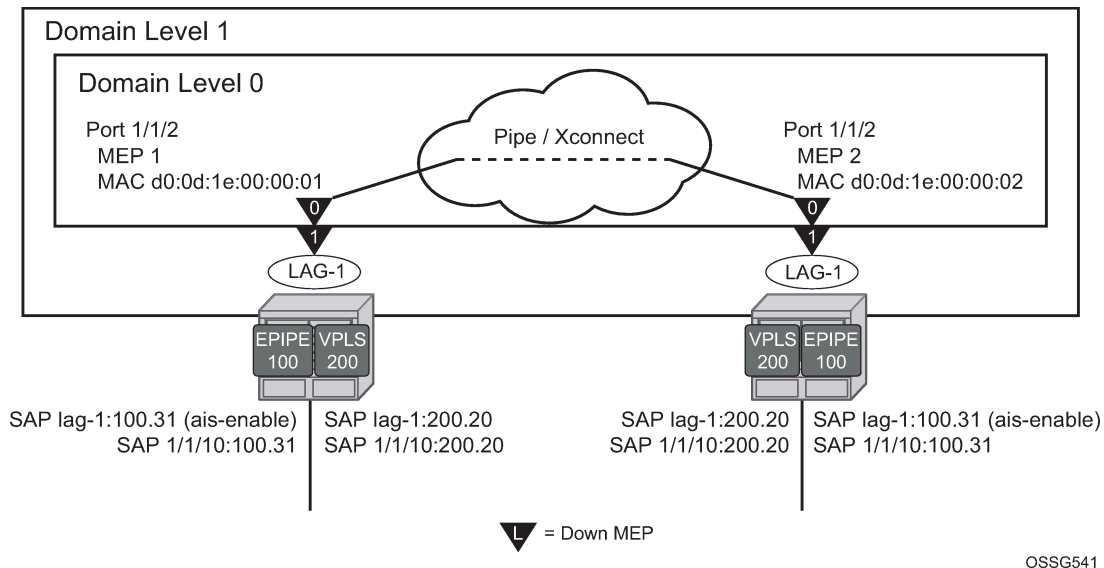 Domain Level 1
Domain Level 0
Port 1/1/2
MEP 1
MAC d0:0d:1e:00:00:01
Pipe / Xconnect
Port 1/1/2
MEP 2
MAC d0:0d:1e:00:00:02
0
0
1
1
LAG-1
LAG-1
EPIPE
100
VPLS
200
VPLS
200
EPIPE
100
SAP lag-1:100.31 (ais-enable)
SAP 1/1/10:100.31
SAP lag-1:200.20
SAP 1/1/10:200.20
SAP lag-1:200.20
SAP 1/1/10:200.20
SAP lag-1:100.31 (ais-enable)
SAP 1/1/10:100.31
L = Down MEP
OSSG541